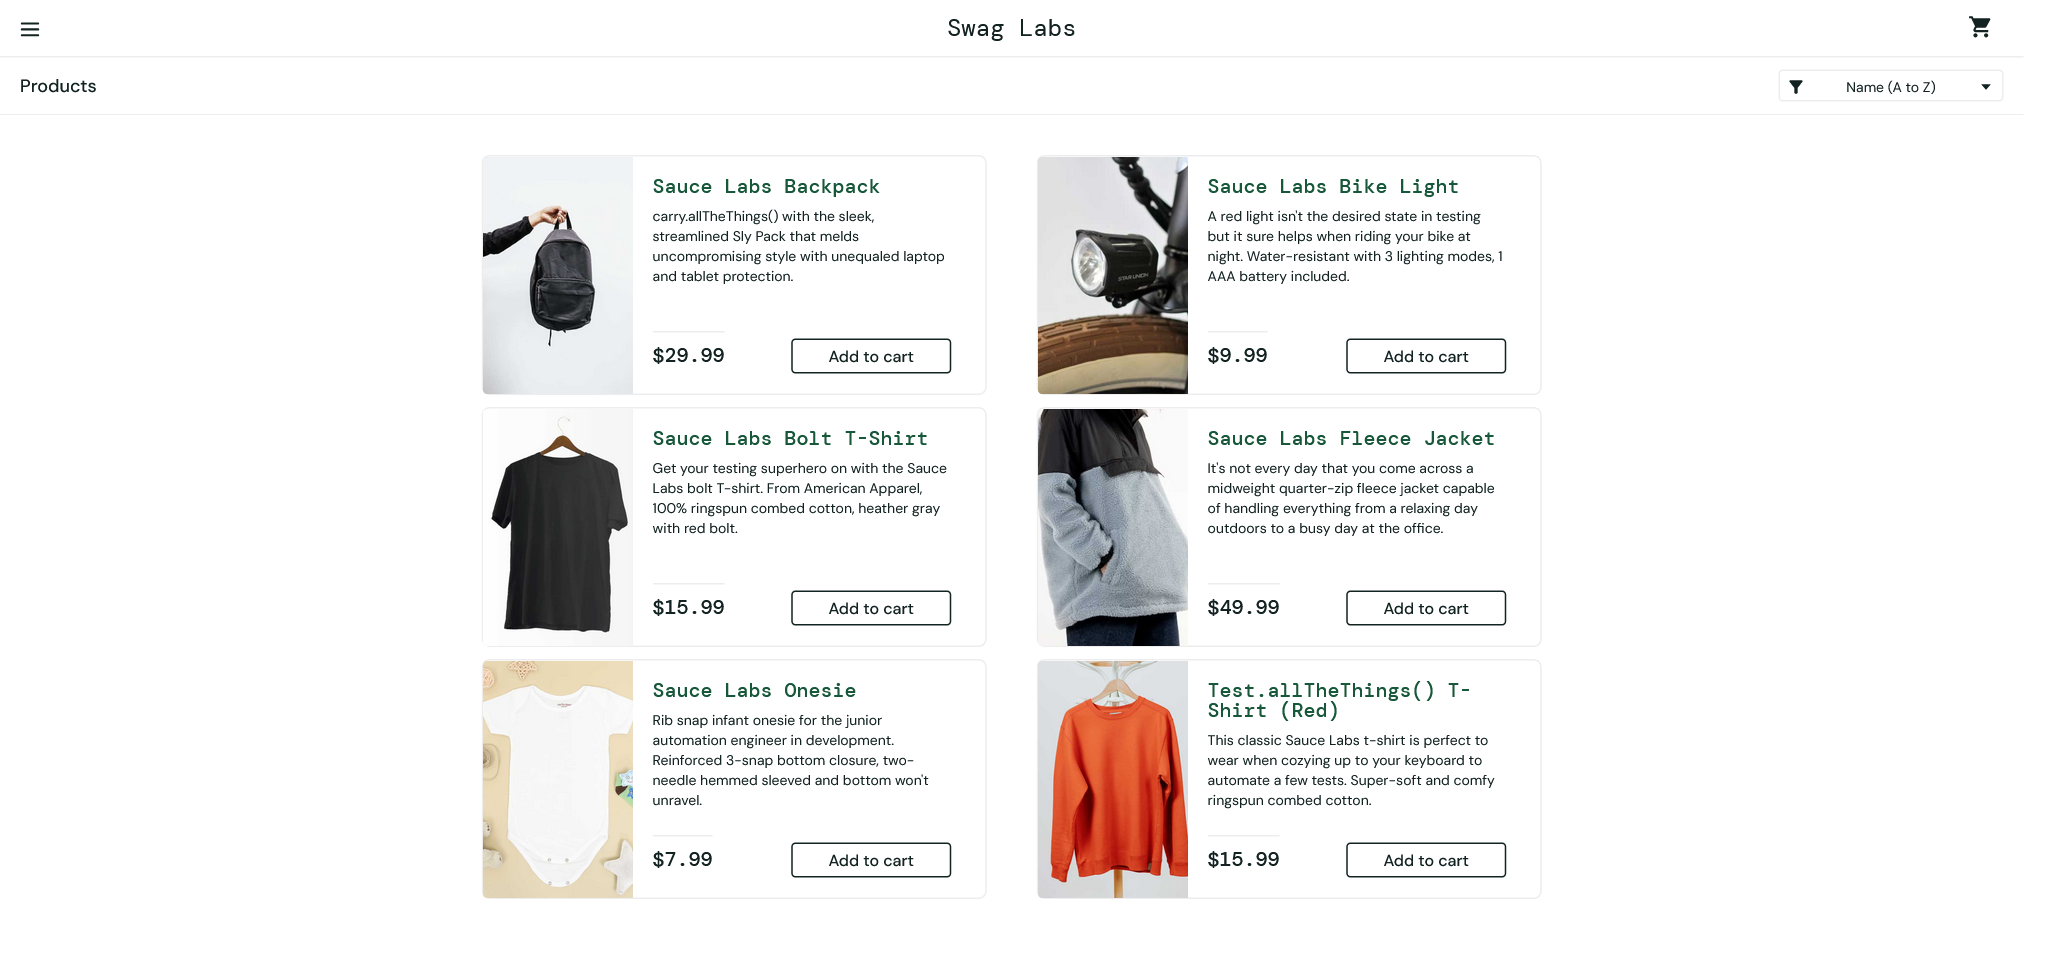 Swag Labs
Products
Name (A to Z)
Sauce Labs Backpack
carry.allTheThings() with the sleek,
streamlined Sly Pack that melds
uncompromising style with unequaled laptop
and tablet protection.
$29.99
Add to cart
Sauce Labs Bike Light
A red light isn't the desired state in testing
but it sure helps when riding your bike at
night. Water-resistant with 3 lighting modes, 1
AAA battery included.
$9.99
Add to cart
STAR UNION
Sauce Labs Bolt T-Shirt
Get your testing superhero on with the Sauce
Labs bolt T-shirt. From American Apparel,
100% ringspun combed cotton, heather gray
with red bolt.
$15.99
Add to cart
Sauce Labs Fleece Jacket
It's not every day that you come across a
midweight quarter-zip fleece jacket capable
of handling everything from a relaxing day
outdoors to a busy day at the office.
$49.99
Add to cart
Sauce Labs Onesie
Rib snap infant onesie for the junior
automation engineer in development.
Reinforced 3-snap bottom closure, two-
needle hemmed sleeved and bottom won't
unravel.
$7.99
Add to cart
Test.allTheThings() T-
Shirt (Red)
This classic Sauce Labs t-shirt is perfect to
wear when cozying up to your keyboard to
automate a few tests. Super-soft and comfy
ringspun combed cotton.
$15.99
Add to cart